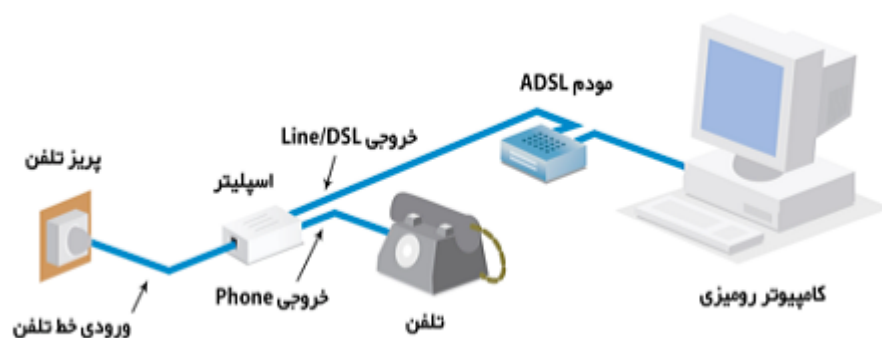 مودم ADSL
خروجی Line/DSL
پریز تلفن
اسپلیتر
خروجی Phone
کامپیوتر رومیزی
تلفن
ورودی خط تلفن